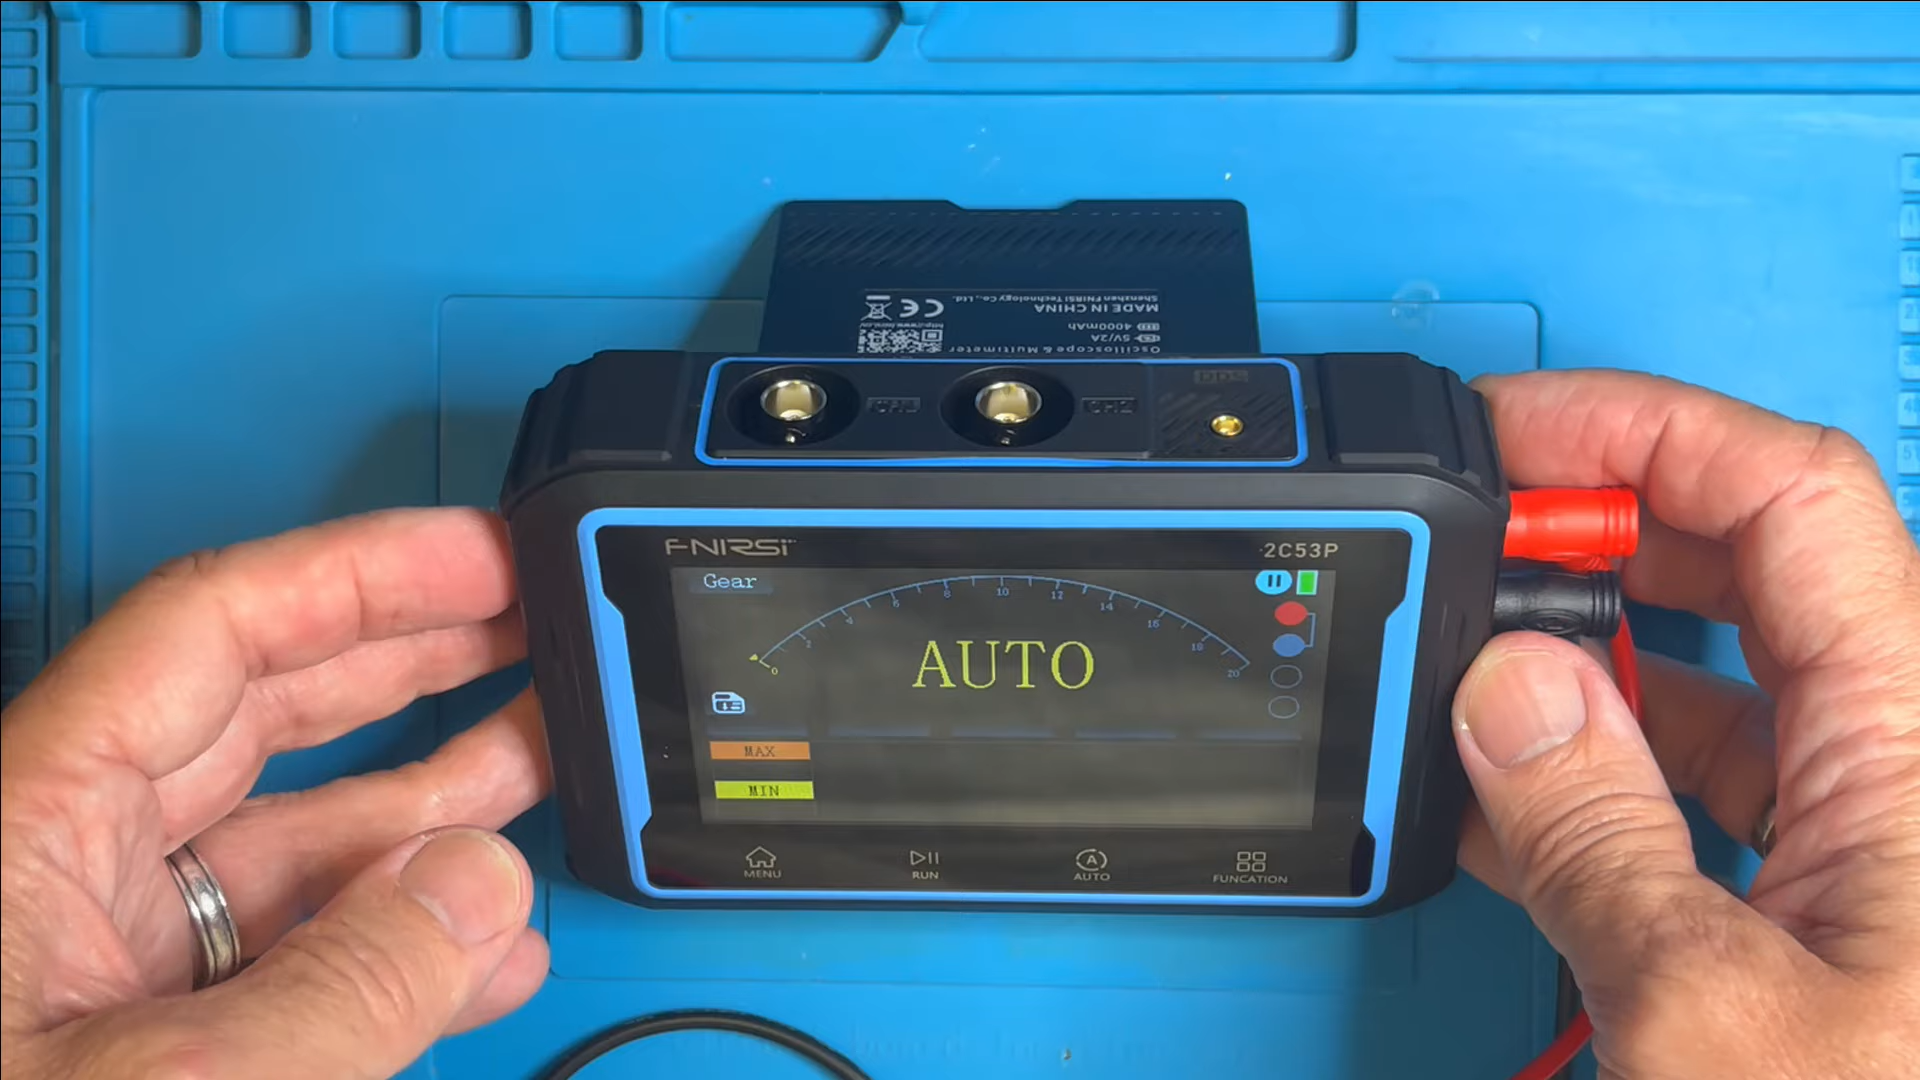 Shenzhen FNIRSI Technology Co., Ltd.
MADE IN CHINA
CE
4000mAh
5V/2A
Oscilloscope & Multimeter
DDS
CH1
CH2
FNIRSI
2C53P
Gear
0
2
4
6
8
10
12
14
18
20
AUTO
MAX
MIN
MENU
RUN
A
AUTO
FUNCATION